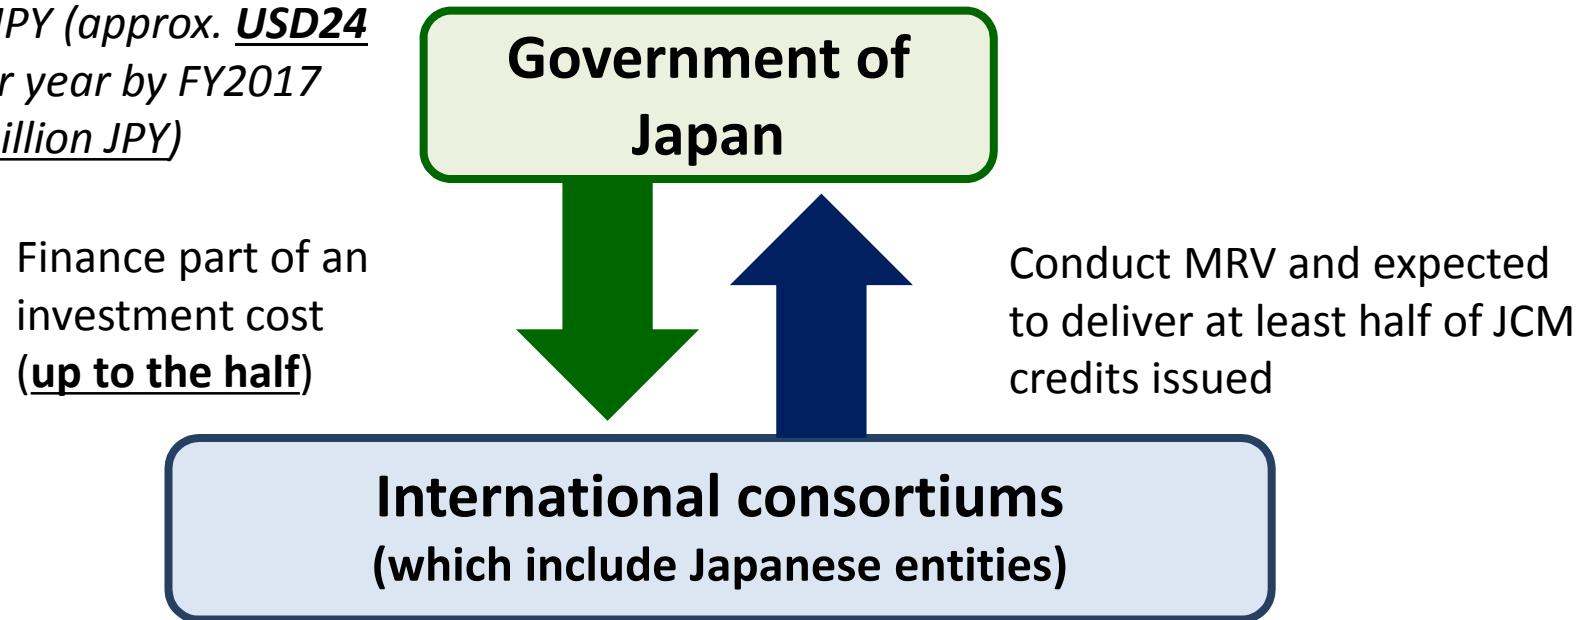 JPY (approx. USD24
r year by FY2017
illion JPY)
Government of
Japan
Finance part of an
investment cost
(up to the half)
Conduct MRV and expected
to deliver at least half of JCM
credits issued
International consortiums
(which include Japanese entities)